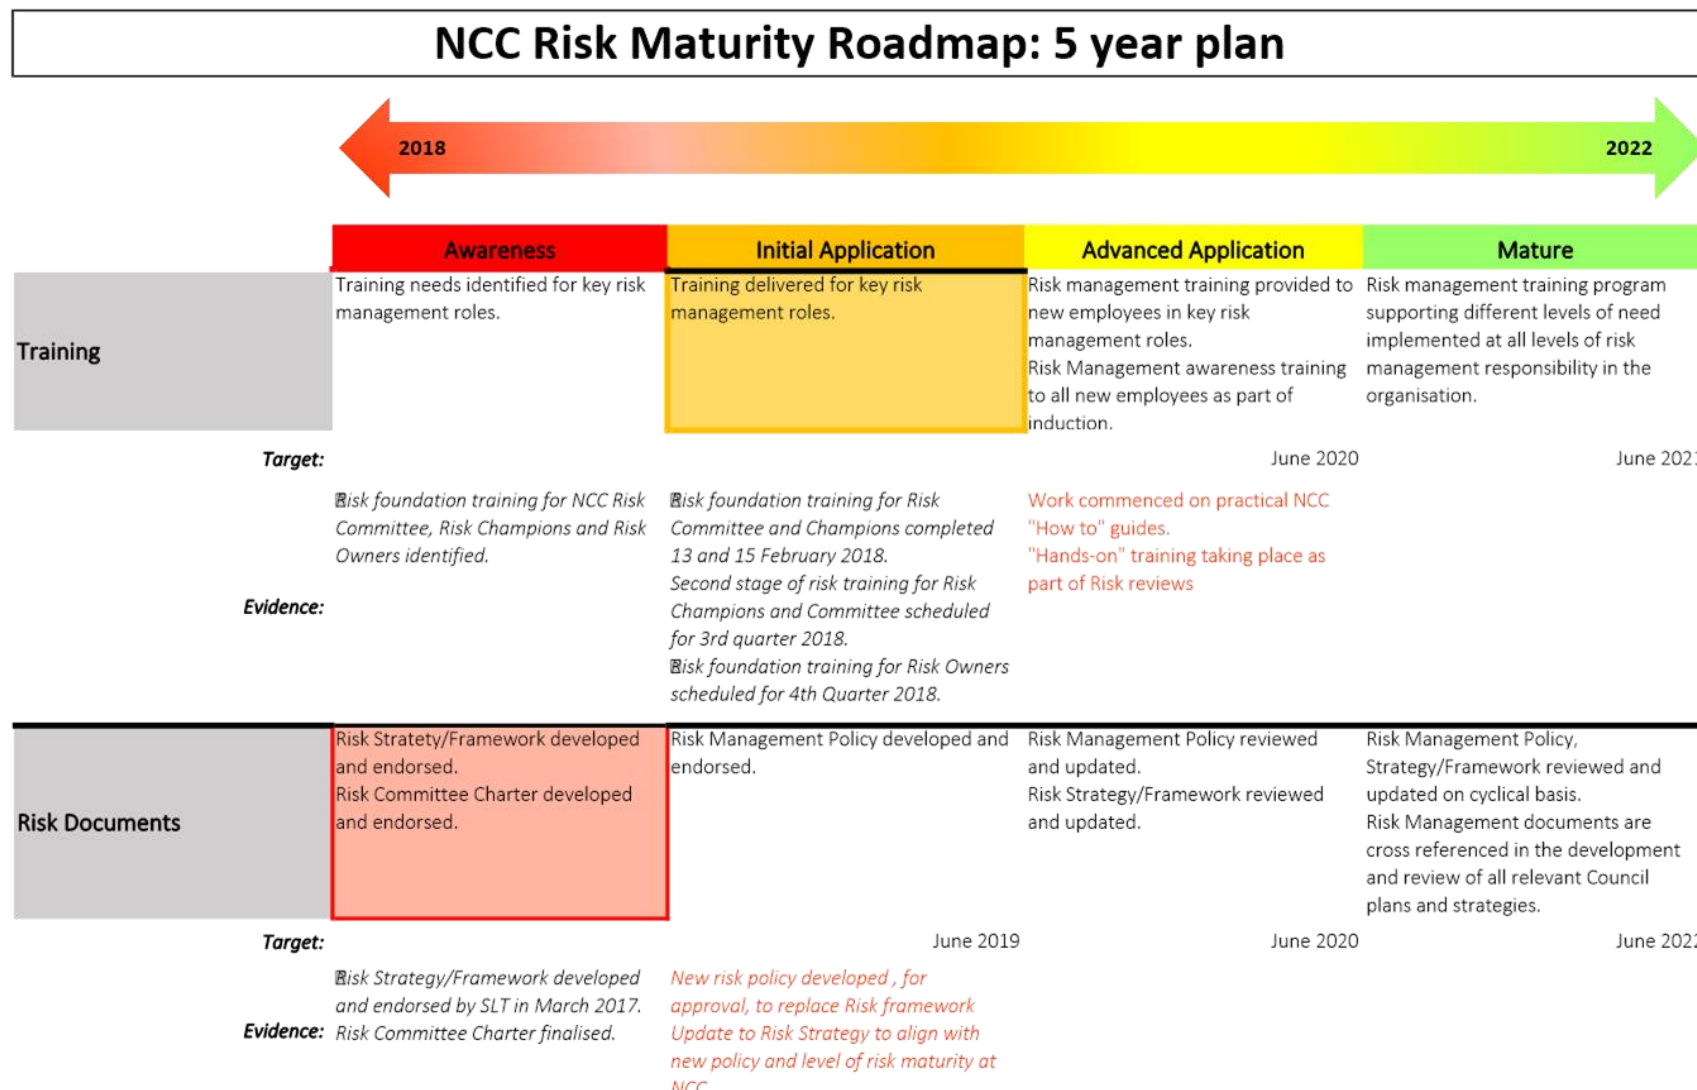 NCC Risk Maturity Roadmap: 5 year plan
2018
2022
Awareness
Initial Application
Advanced Application
Mature
Training
Training needs identified for key risk
management roles.
Training delivered for key risk
management roles.
Risk management training provided to
new employees in key risk
management roles.
Risk Management awareness training
to all new employees as part of
induction.
Risk management training program
supporting different levels of need
implemented at all levels of risk
management responsibility in the
organisation.
Target:
June 2020
June 2021
Evidence:
Risk foundation training for NCC Risk
Committee, Risk Champions and Risk
Owners identified.
Risk foundation training for Risk
Committee and Champions completed
13 and 15 February 2018.
Second stage of risk training for Risk
Champions and Committee scheduled
for 3rd quarter 2018.
Risk foundation training for Risk Owners
scheduled for 4th Quarter 2018.
Work commenced on practical NCC
"How to" guides.
"Hands-on" training taking place as
part of Risk reviews
Risk Documents
Risk Stratety/Framework developed
and endorsed.
Risk Committee Charter developed
and endorsed.
Risk Management Policy developed and
endorsed.
Risk Management Policy reviewed
and updated.
Risk Strategy/Framework reviewed
and updated.
Risk Management Policy,
Strategy/Framework reviewed and
updated on cyclical basis.
Risk Management documents are
cross referenced in the development
and review of all relevant Council
plans and strategies.
Target:
June 2019
June 2020
June 2022
Evidence:
Risk Strategy/Framework developed
and endorsed by SLT in March 2017.
Risk Committee Charter finalised.
New risk policy developed , for
approval, to replace Risk framework
Update to Risk Strategy to align with
new policy and level of risk maturity at
NCC